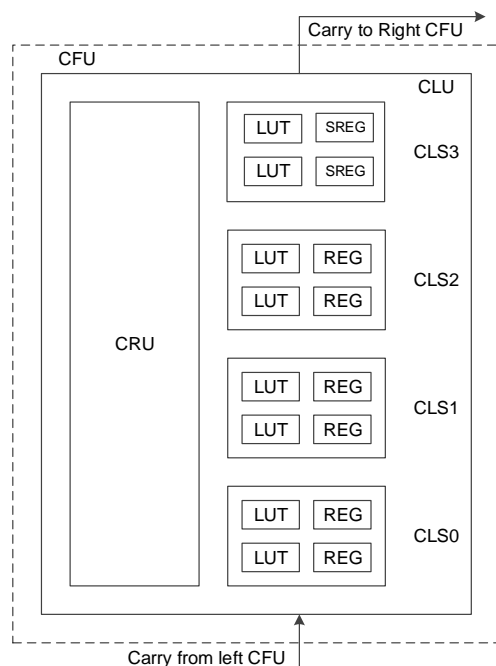 Carry to Right CFU
CFU
CLU
LUT SREG
LUT SREG
CLS3
LUT REG
LUT REG
CLS2
CRU
LUT REG
LUT REG
CLS1
LUT REG
LUT REG
CLS0
Carry from left CFU